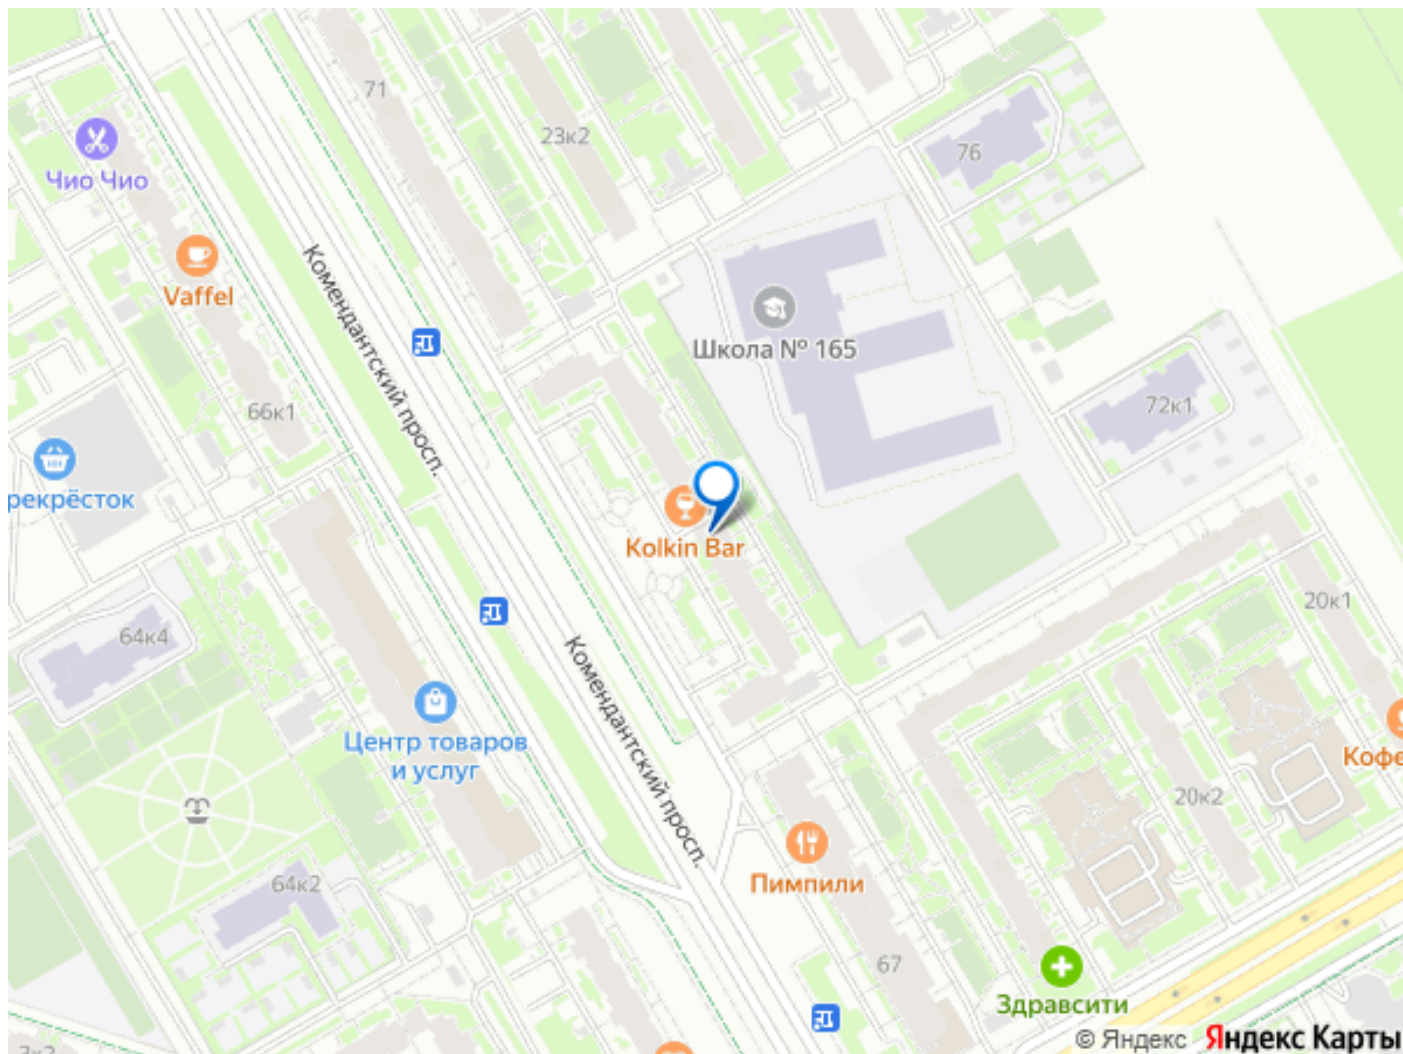 71
23к2
76
Чио Чио
Vaffel
Комендантский просп.
Школа № 165
66к1
72к1
рекрёсток
Kolkin Bar
20к1
64к4
Комендантский просп.
Центр товаров
и услуг
Кофе
20к2
Пимпили
64к2
67
Здравсити
© Яндекс Яндекс Карты